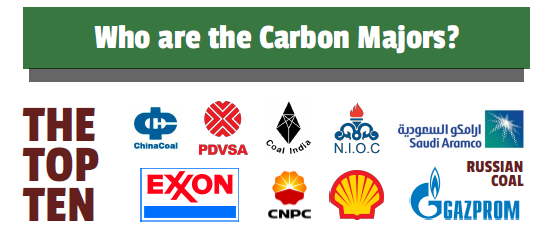 Who are the Carbon Majors?
THE
TOP
TEN
ChinaCoal
PDVSA
Coal India
N.I.O.C
ارامكو السعودية
Saudi Aramco
EXXON
CNPC
RUSSIAN
COAL
GAZPROM